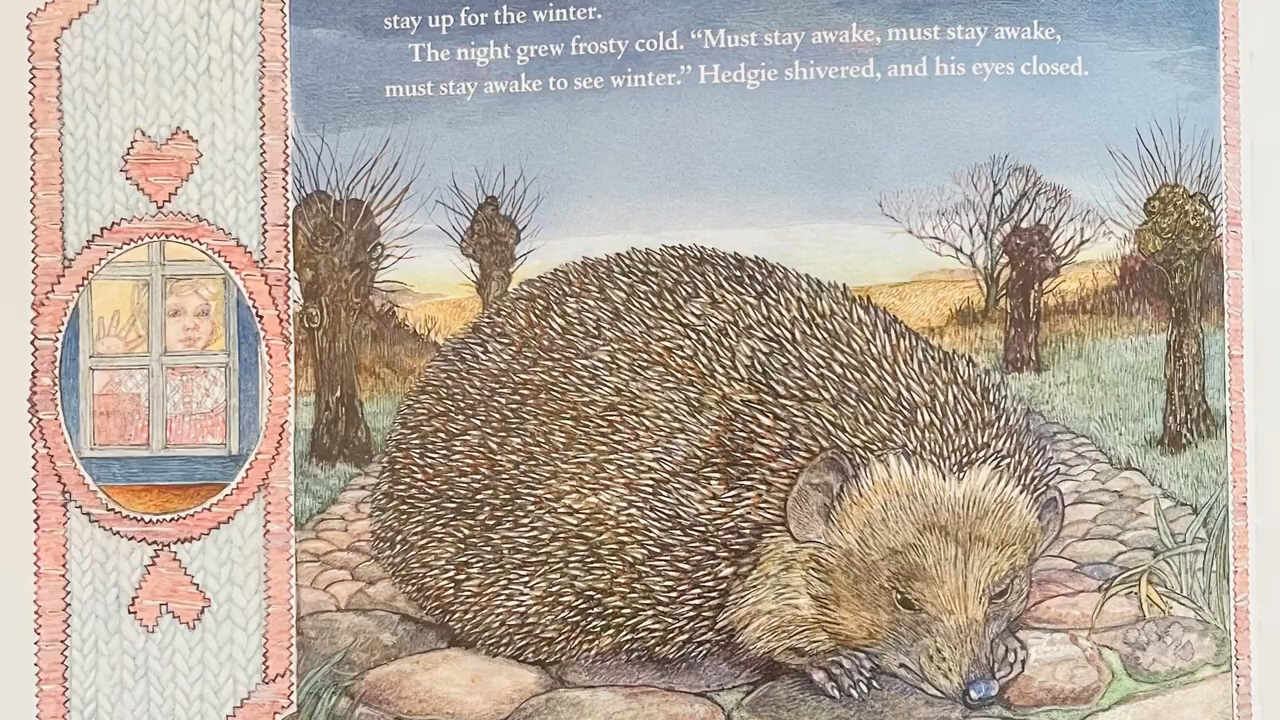 stay up for the winter.
The night grew frosty cold. “Must stay awake, must stay awake,
must stay awake to see winter.” Hedgie shivered, and his eyes closed.